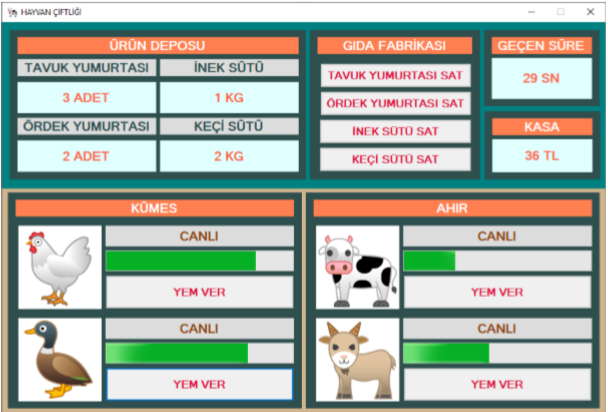 HAYVAN ÇİFTLİĞİ
ÜRÜN DEPOSU
TAVUK YUMURTASI
İNEK SÜTÜ
3 ADET
1 KG
ÖRDEK YUMURTASI
KEÇİ SÜTÜ
2 ADET
2 KG
GIDA FABRİKASI
TAVUK YUMURTASI SAT
ÖRDEK YUMURTASI SAT
İNEK SÜTÜ SAT
KEÇİ SÜTÜ SAT
GEÇEN SÜRE
29 SN
KASA
36 TL
KÜMES
CANLI
YEM VER
CANLI
YEM VER
AHIR
CANLI
YEM VER
CANLI
YEM VER